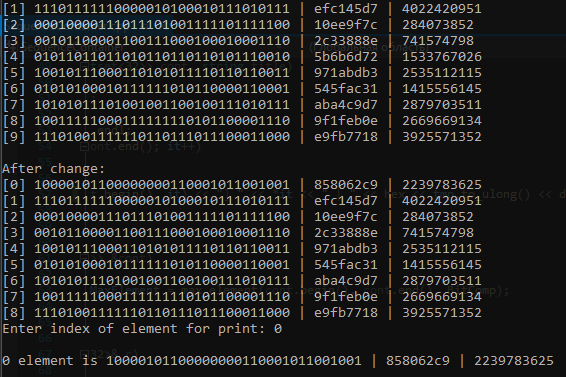 [1] 11101111110000010100010111010111 | efc145d7 | 4022420951
[2] 00010000111011101001111101111100 | 10ee9f7c | 284073852
[3] 00101100001100111000100010001110 | 2c33888e | 741574798
[4] 01011011011010110110110101110010 | 5b6b6d72 | 1533767026
[5] 10010111000110101011110110110011 | 971abdb3 | 2535112115
[6] 01010100010111111010110000110001 | 545fac31 | 1415556145
[7] 10101011101001001100100111010111 | aba4c9d7 | 2879703511
[8] 10011111000111111110101100001110 | 9f1feb0e | 2669669134
[9] 11101001111110110111011100011000 | e9fb7718 | 3925571352
After change:
[0] 10000101100000000110001011001001 | 858062c9 | 2239783625
[1] 11101111110000010100010111010111 | efc145d7 | 4022420951
[2] 00010000111011101001111101111100 | 10ee9f7c | 284073852
[3] 00101100001100111000100010001110 | 2c33888e | 741574798
[4] 10010111000110101011110110110011 | 971abdb3 | 2535112115
[5] 01010100010111111010110000110001 | 545fac31 | 1415556145
[6] 10101011101001001100100111010111 | aba4c9d7 | 2879703511
[7] 10011111000111111110101100001110 | 9f1feb0e | 2669669134
[8] 11101001111110110111011100011000 | e9fb7718 | 3925571352
Enter index of element for print: 0
0 element is 10000101100000000110001011001001 | 858062c9 | 2239783625